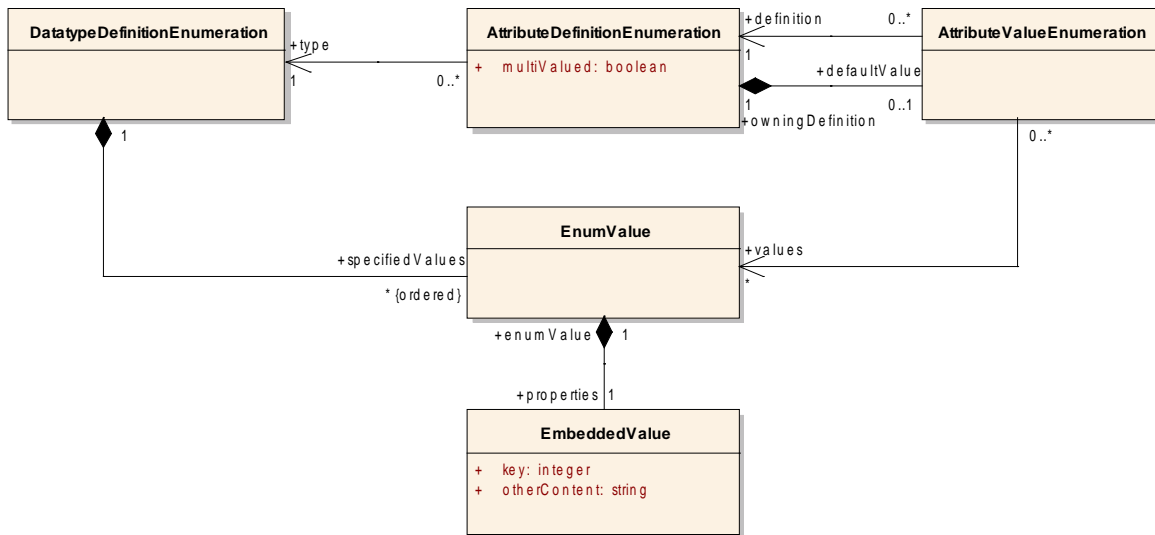 DatatypeDefinitionEnumeration
AttributeDefinitionEnumeration
AttributeValueEnumeration
+definition
0..*
+type
1
0..*
+ multiValued: boolean
1
+defaultValue
1
0..1
+owningDefinition
1
0..*
EnumValue
+specifiedValues
* {ordered}
+values
*
+enumValue
1
+properties
1
EmbeddedValue
+ key: integer
+ otherContent: string